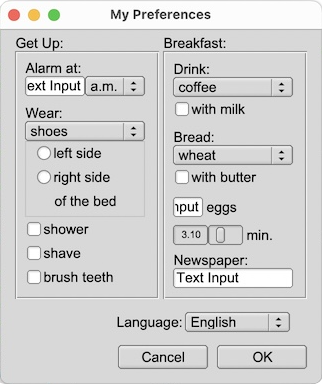 My Preferences
Get Up:
Alarm at:
ext Input a.m.
Wear:
shoes
left side
right side
of the bed
shower
shave
brush teeth
Breakfast:
Drink:
coffee
with milk
Bread:
wheat
with butter
nput eggs
3.10 min.
Newspaper:
Text Input
Language: English
Cancel OK